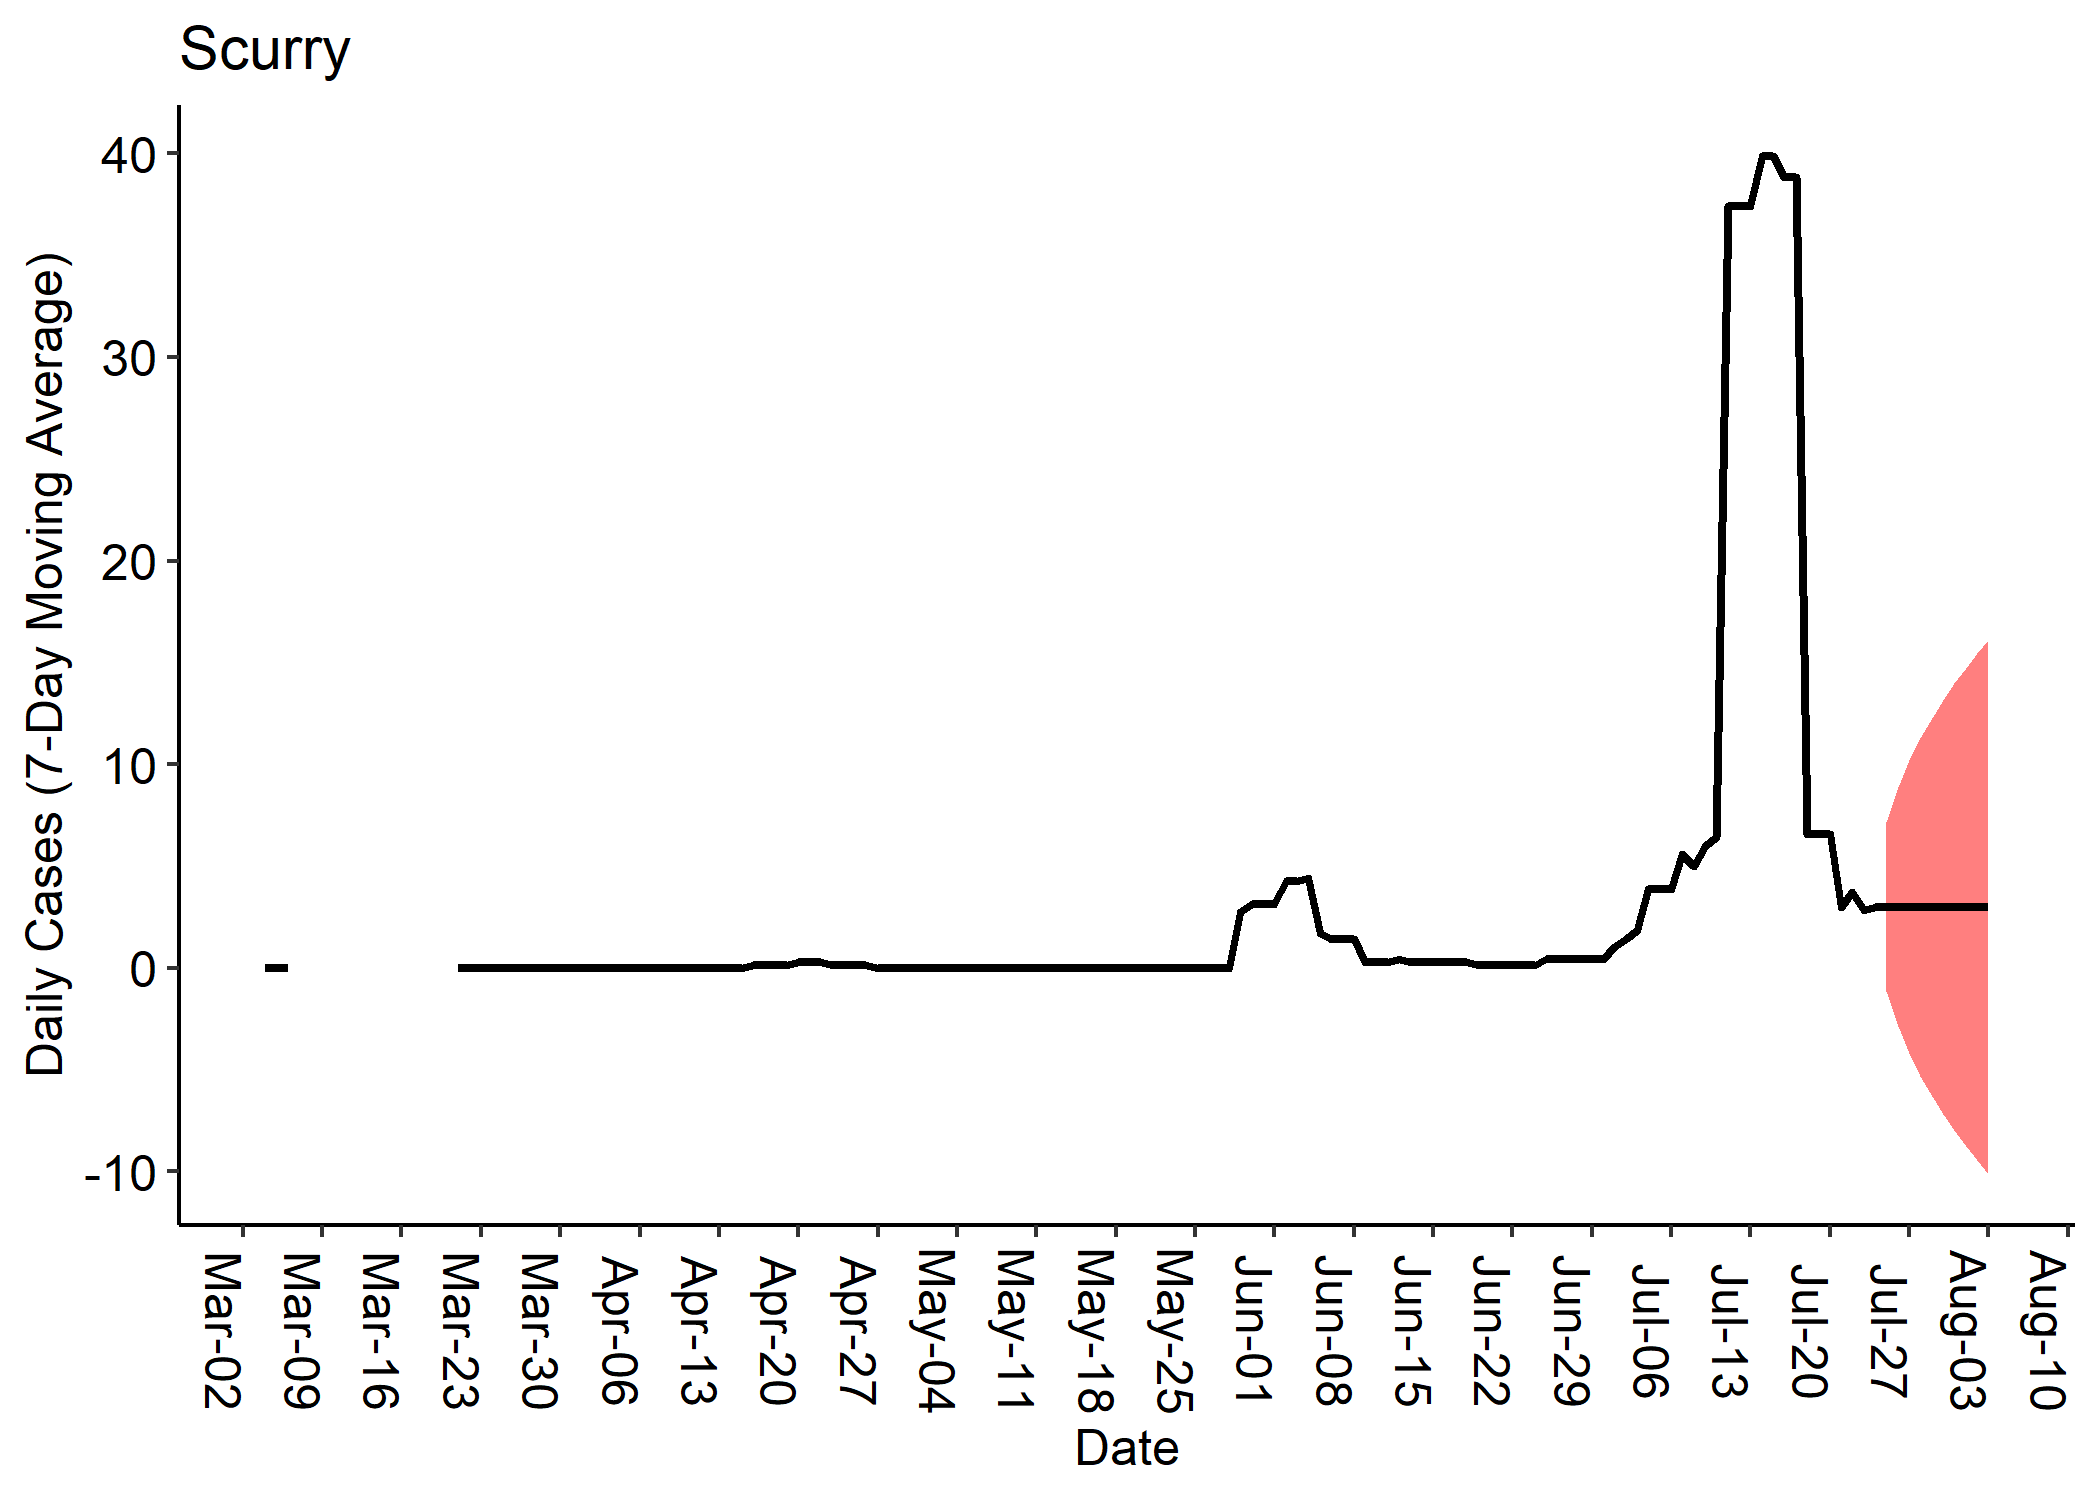 Scurry
Daily Cases (7-Day Moving Average)
40
30
20
10
0
-10
Mar-02
Mar-09
Mar-16
Mar-23
Mar-30
Apr-06
Apr-13
Apr-20
Apr-27
May-04
May-11
May-18
May-25
Jun-01
Jun-08
Jun-15
Jun-22
Jun-29
Jul-06
Jul-13
Jul-20
Jul-27
Aug-03
Aug-10
Date